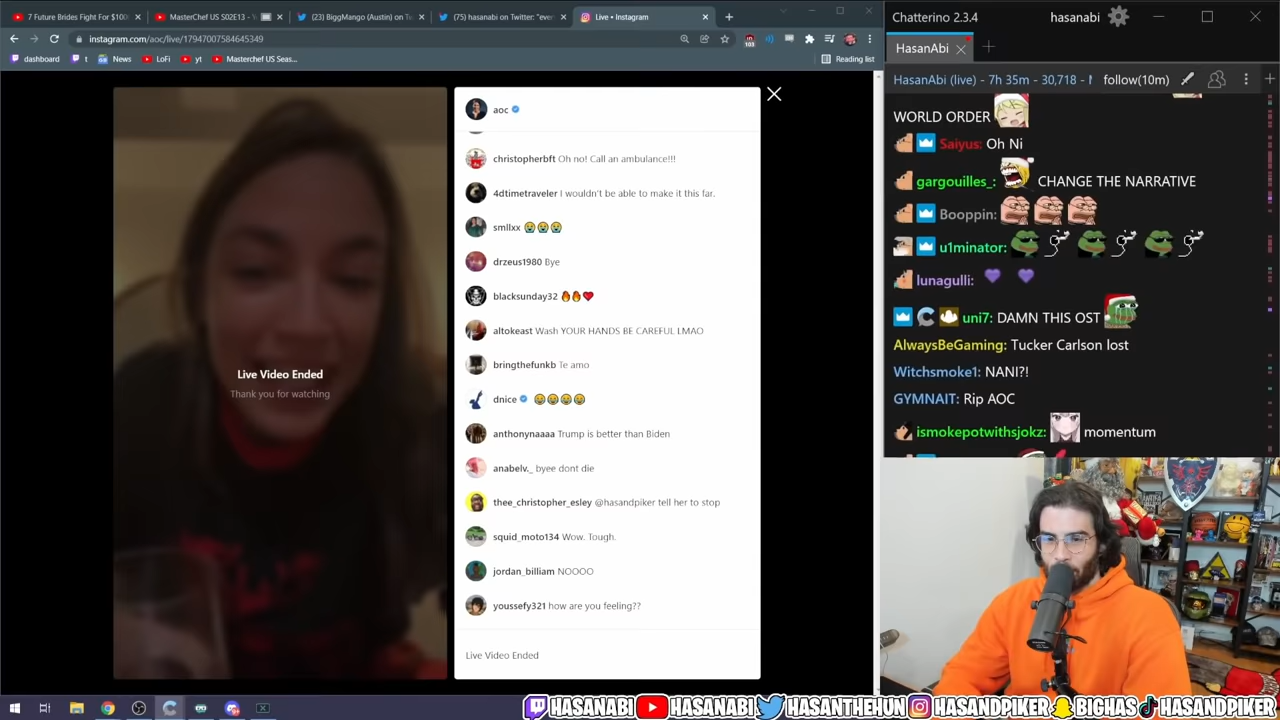 7 Future Brides Fight For $100
MasterChef US S02E13 -
(23) BiggMango (Austin) on Tw
(75) hasanabi on Twitter: "ever
Live • Instagram
instagram.com/aoc/live/17947007584645349
103
dashboard
t
News
LoFi
yt
Masterchef US Seas...
Reading list
aoc
christopherbft Oh no! Call an ambulance!!!
4dtimetraveler I wouldn't be able to make it this far.
smllxx 😭😭😭
drzeus1980 Bye
blacksunday32 🔥🔥❤️
altokeast Wash YOUR HANDS BE CAREFUL LMAO
bringthefunkb Te amo
dnice 😂😂😂😂
anthonynaaaa Trump is better than Biden
anabelv._ byee dont die
thee_christopher_esley @hasandpiker tell her to stop
squid_moto134 Wow. Tough.
jordan_billiam NOOOO
youssefy321 how are you feeling??
Live Video Ended
Live Video Ended
Thank you for watching
Chatterino 2.3.4
hasanabi
HasanAbi
HasanAbi (live) - 7h 35m - 30,718 - M
follow(10m)
WORLD ORDER
Saiyus: Oh Ni
gargouilles_: CHANGE THE NARRATIVE
Booppin:
u1minator:
lunagulli: 💜 💜
uni7: DAMN THIS OST
AlwaysBeGaming: Tucker Carlson lost
Witchsmoke1: NANI?!
GYMNAIT: Rip AOC
ismokepotwithsjokz: momentum
HASANABI
HASANABI
HASANTHEHUN
HASANDPIKER
BIGHAS
HASANDPIKER